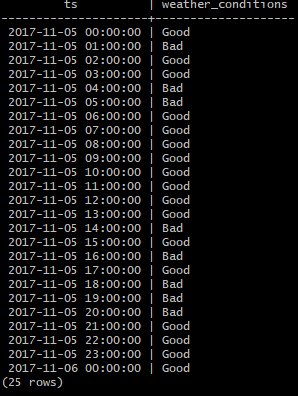 ts | weather_conditions
---------------------+--------------------
2017-11-05 00:00:00 | Good
2017-11-05 01:00:00 | Bad
2017-11-05 02:00:00 | Good
2017-11-05 03:00:00 | Good
2017-11-05 04:00:00 | Bad
2017-11-05 05:00:00 | Bad
2017-11-05 06:00:00 | Good
2017-11-05 07:00:00 | Good
2017-11-05 08:00:00 | Good
2017-11-05 09:00:00 | Good
2017-11-05 10:00:00 | Good
2017-11-05 11:00:00 | Good
2017-11-05 12:00:00 | Good
2017-11-05 13:00:00 | Good
2017-11-05 14:00:00 | Bad
2017-11-05 15:00:00 | Good
2017-11-05 16:00:00 | Bad
2017-11-05 17:00:00 | Good
2017-11-05 18:00:00 | Bad
2017-11-05 19:00:00 | Bad
2017-11-05 20:00:00 | Bad
2017-11-05 21:00:00 | Good
2017-11-05 22:00:00 | Good
2017-11-05 23:00:00 | Good
2017-11-06 00:00:00 | Good
(25 rows)